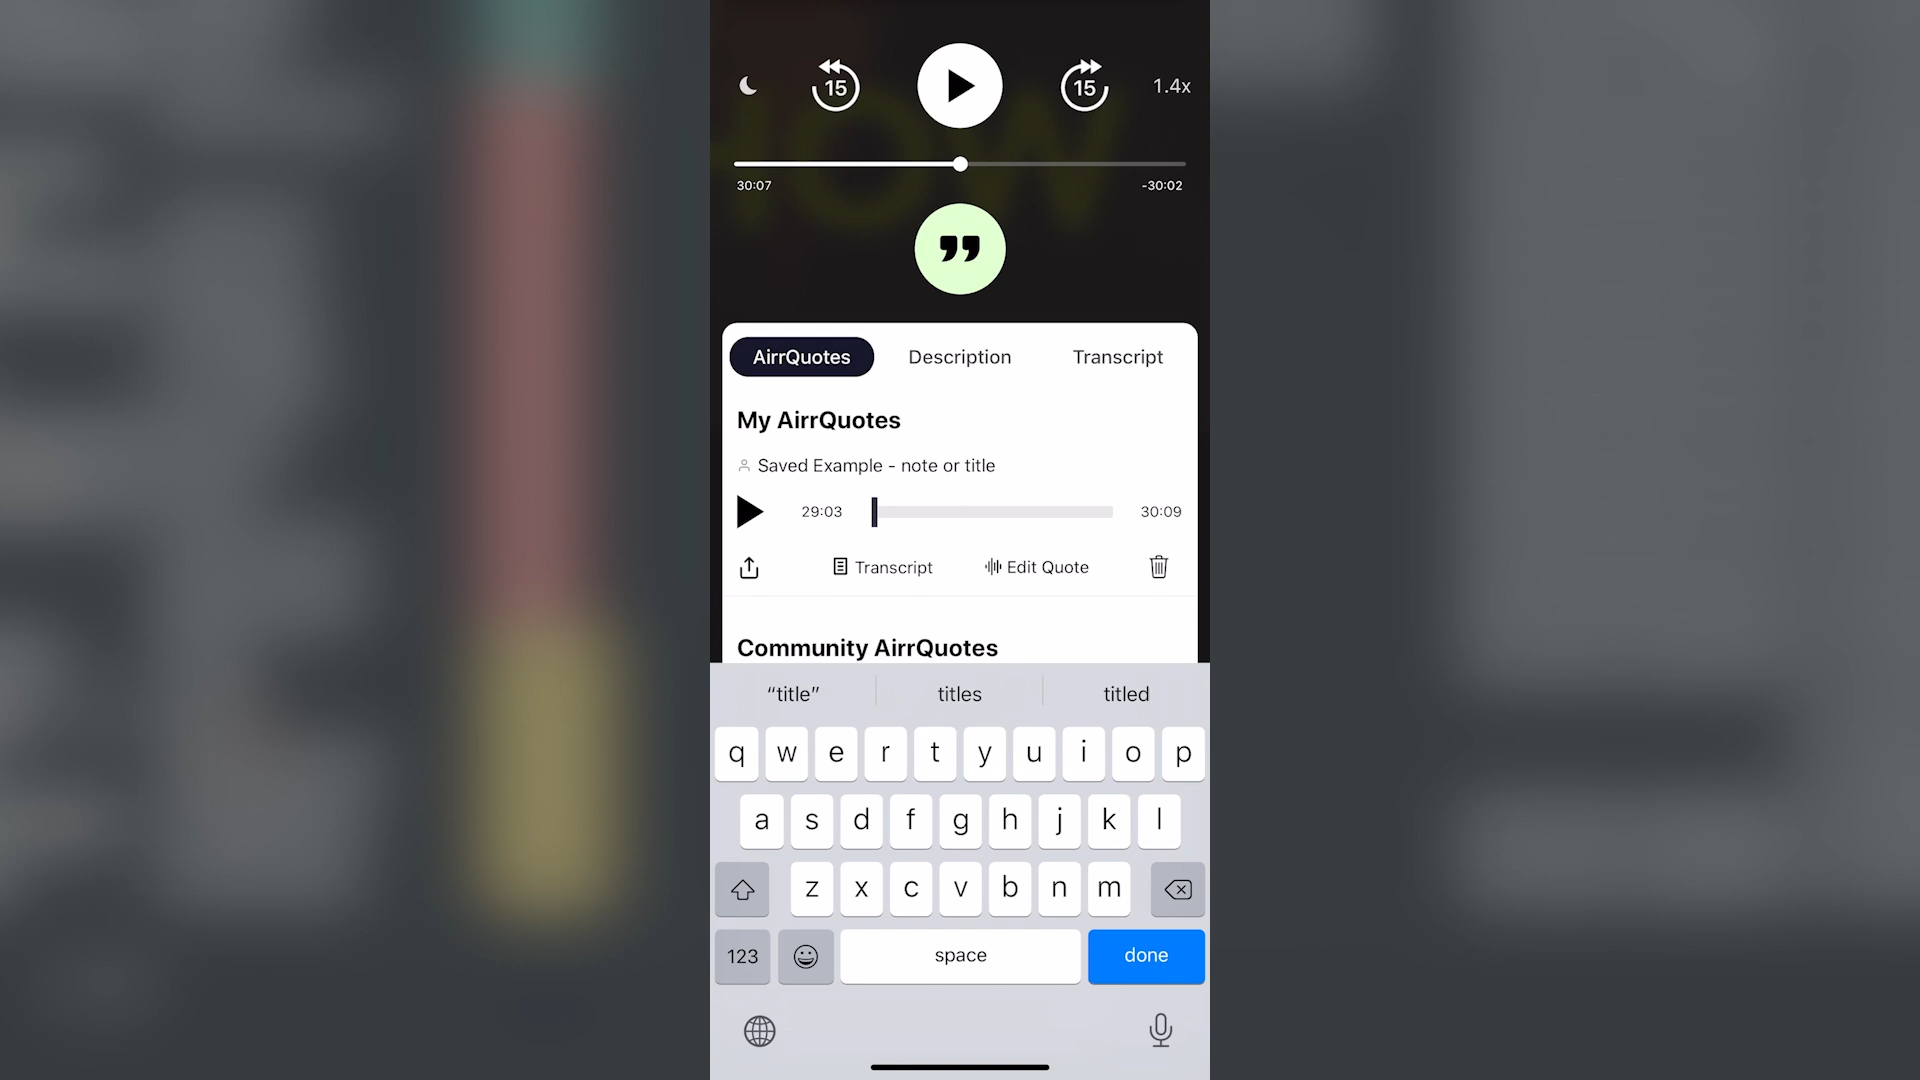 15
15
1.4x
30:07
-30:02
AirrQuotes
Description
Transcript
My AirrQuotes
Saved Example - note or title
29:03
30:09
Transcript
Edit Quote
Community AirrQuotes
“title”
titles
titled
q w e r t y u i o p
a s d f g h j k l
z x c v b n m
123
space
done